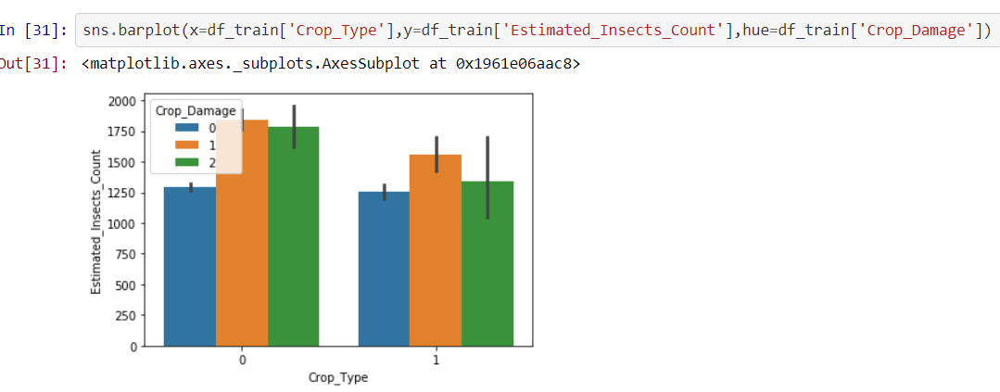 In [31]: sns.barplot(x=df_train['Crop_Type'],y=df_train['Estimated_Insects_Count'],hue=df_train['Crop_Damage'])
Out[31]: <matplotlib.axes._subplots.AxesSubplot at 0x1961e06aac8>
Crop_Damage
0
1
2
Estimated_Insects_Count
2000
1750
1500
1250
1000
750
500
250
0
0 1
Crop_Type